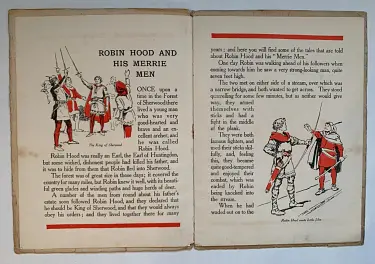 ROBIN HOOD AND
HIS MERRIE
MEN
ONCE upon a
time in the Forest
of Sherwood there
lived a young man
who was very
good-hearted and
brave and an ex-
cellent archer, and
he was called
Robin Hood.
The King of Sherwood
Robin Hood was really an Earl, the Earl of Huntington,
but some wicked, dishonest people had killed his father, and
it was to hide from them that Robin fled into Sherwood.
The forest was of great size in those days; it covered the
country for many miles, but Robin knew it well, with its beauti-
ful green glades and winding paths and huge herds of deer.
A number of the men from round about his father's
estate soon followed Robin Hood, and they declared that
he should be King of Sherwood; and that they would always
obey his orders; and they lived together there for many
years; and here you will find some of the tales that are told
about Robin Hood and his "Merrie Men."
One day Robin was walking ahead of his followers when
coming towards him he saw a very strong-looking man, quite
seven feet high.
The two met on either side of a stream, over which was
a narrow bridge, and both wanted to get across. They stood
quarrelling for some few minutes, but as neither would give
way, they armed
themselves with
sticks and had a
fight in the middle
of the plank.
They were both
famous fighters, and
used their sticks skil-
fully, and feeling
this, they became
quite good-tempered
and enjoyed their
combat, which was
ended by Robin
being knocked into
the stream.
When he had
waded out on to the
Robin Hood meets Little John